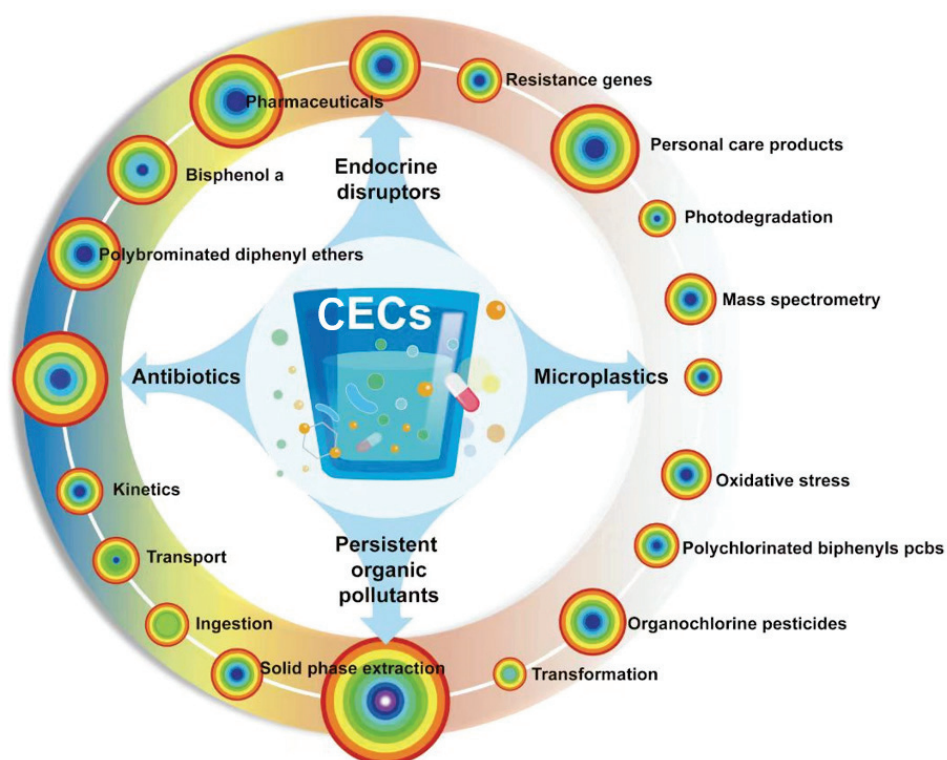 Resistance genes
Pharmaceuticals
Personal care products
Endocrine
disruptors
Bisphenol a
Photodegradation
Polybrominated diphenyl ethers
Mass spectrometry
CECs
Antibiotics
Microplastics
Oxidative stress
Kinetics
Persistent
organic
pollutants
Polychlorinated biphenyls pcbs
Transport
Ingestion
Organochlorine pesticides
Solid phase extraction
Transformation